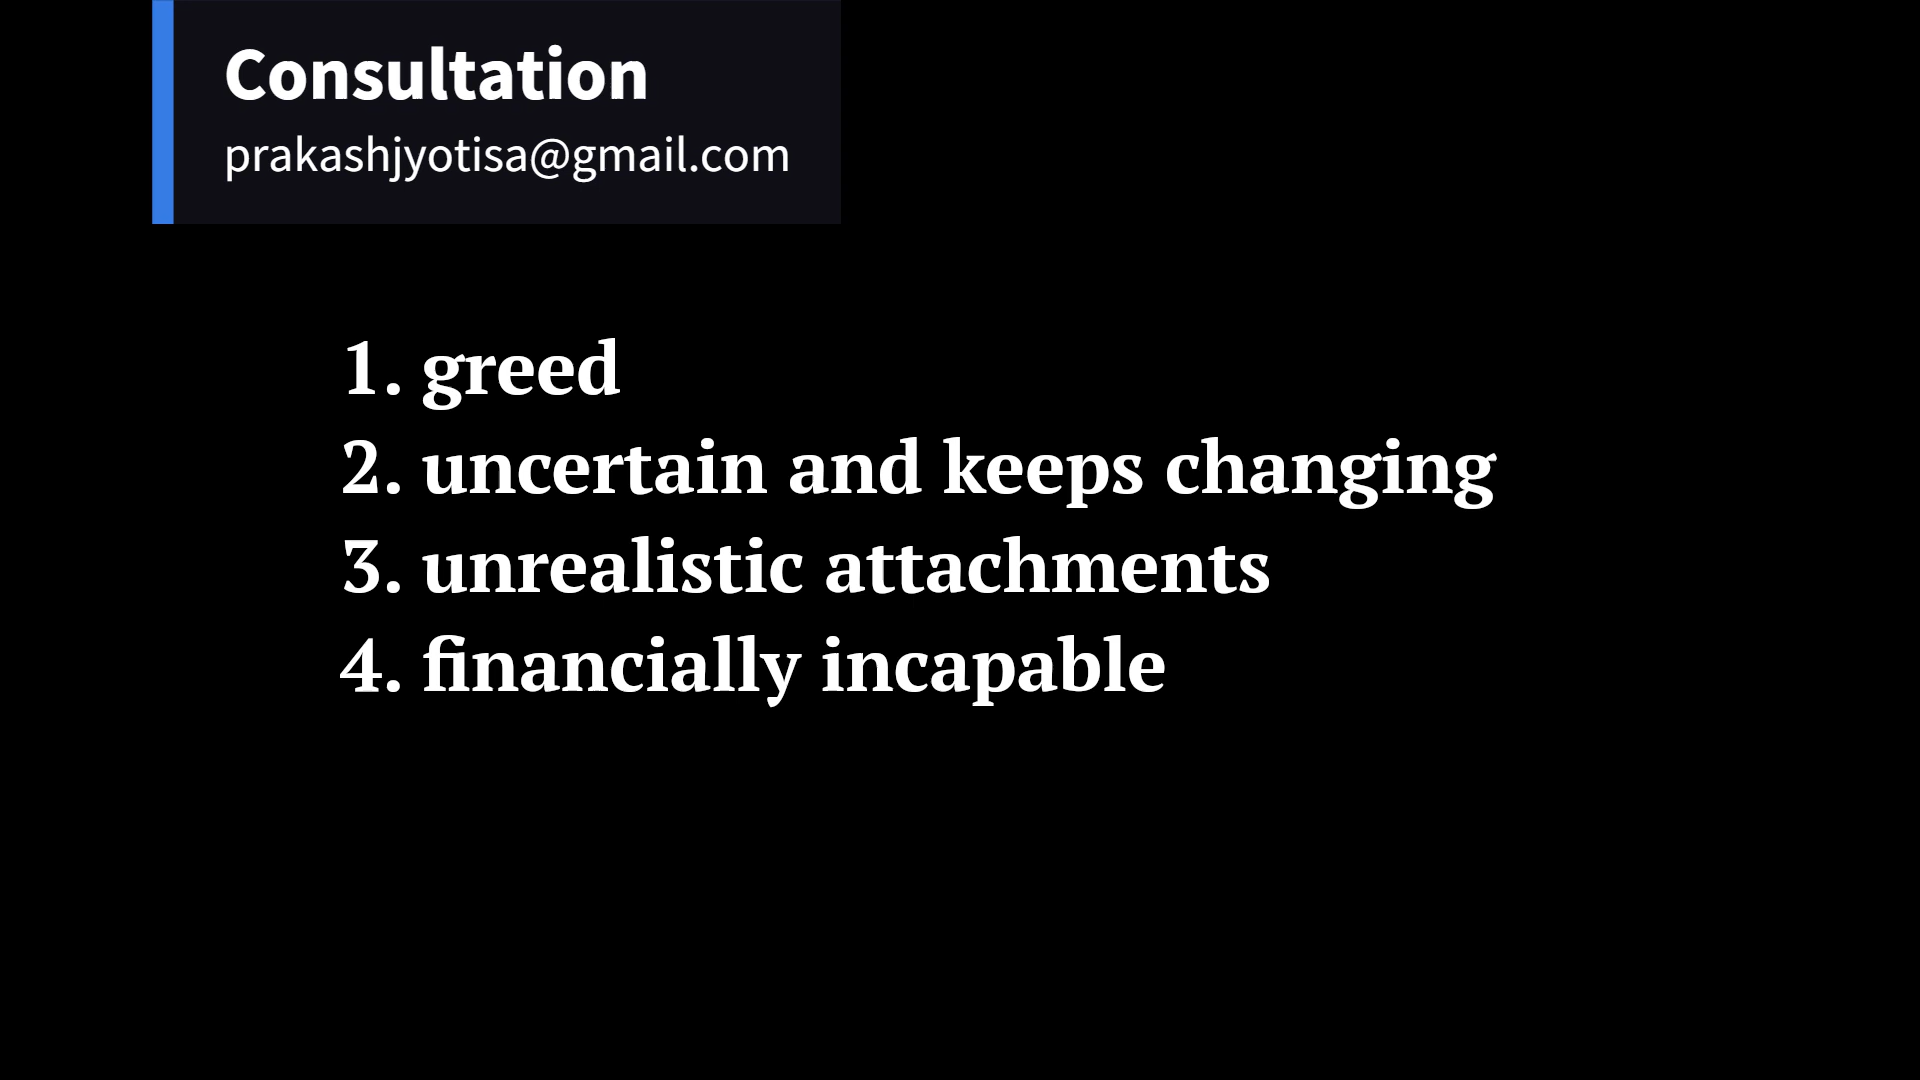 Consultation
prakashjyotisa@gmail.com
1. greed
2. uncertain and keeps changing
3. unrealistic attachments
4. financially incapable